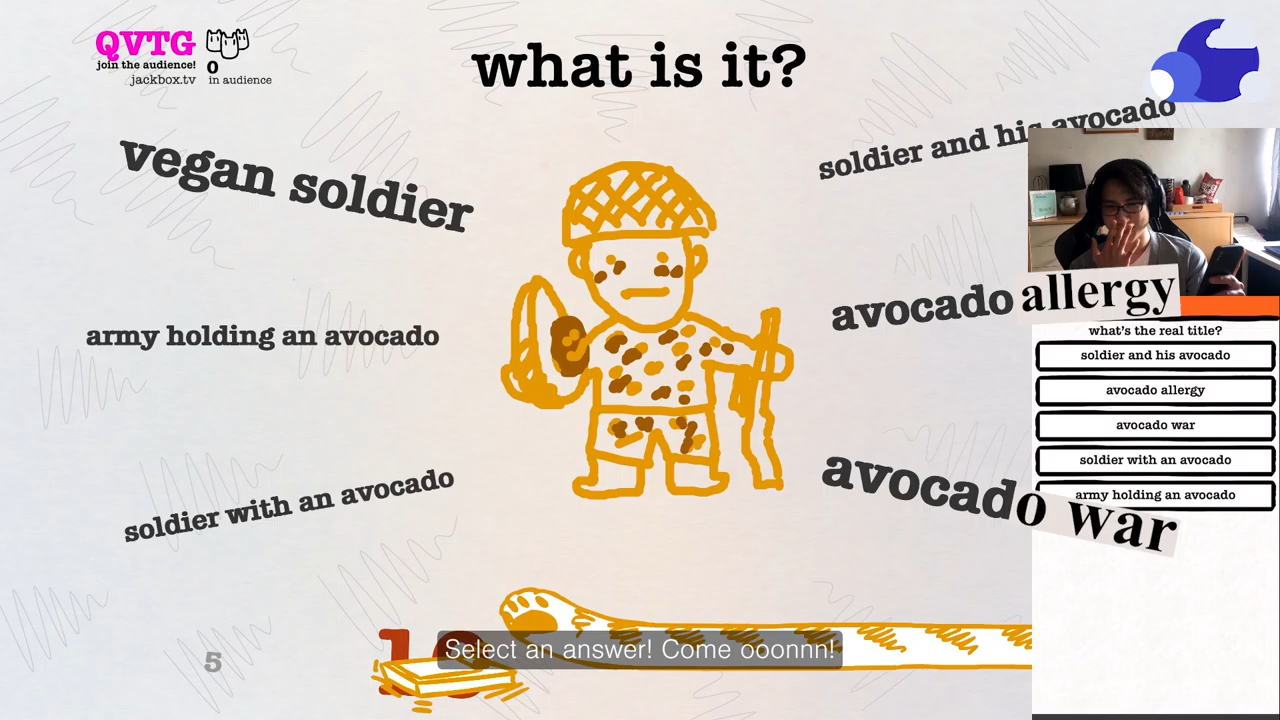 QVTG
join the audience!
jackbox.tv
0
in audience
what is it?
vegan soldier
soldier and his avocado
army holding an avocado
avocado allergy
soldier with an avocado
avocado war
what's the real title?
soldier and his avocado
avocado allergy
avocado war
soldier with an avocado
army holding an avocado
5
Select an answer! Come ooonnn!